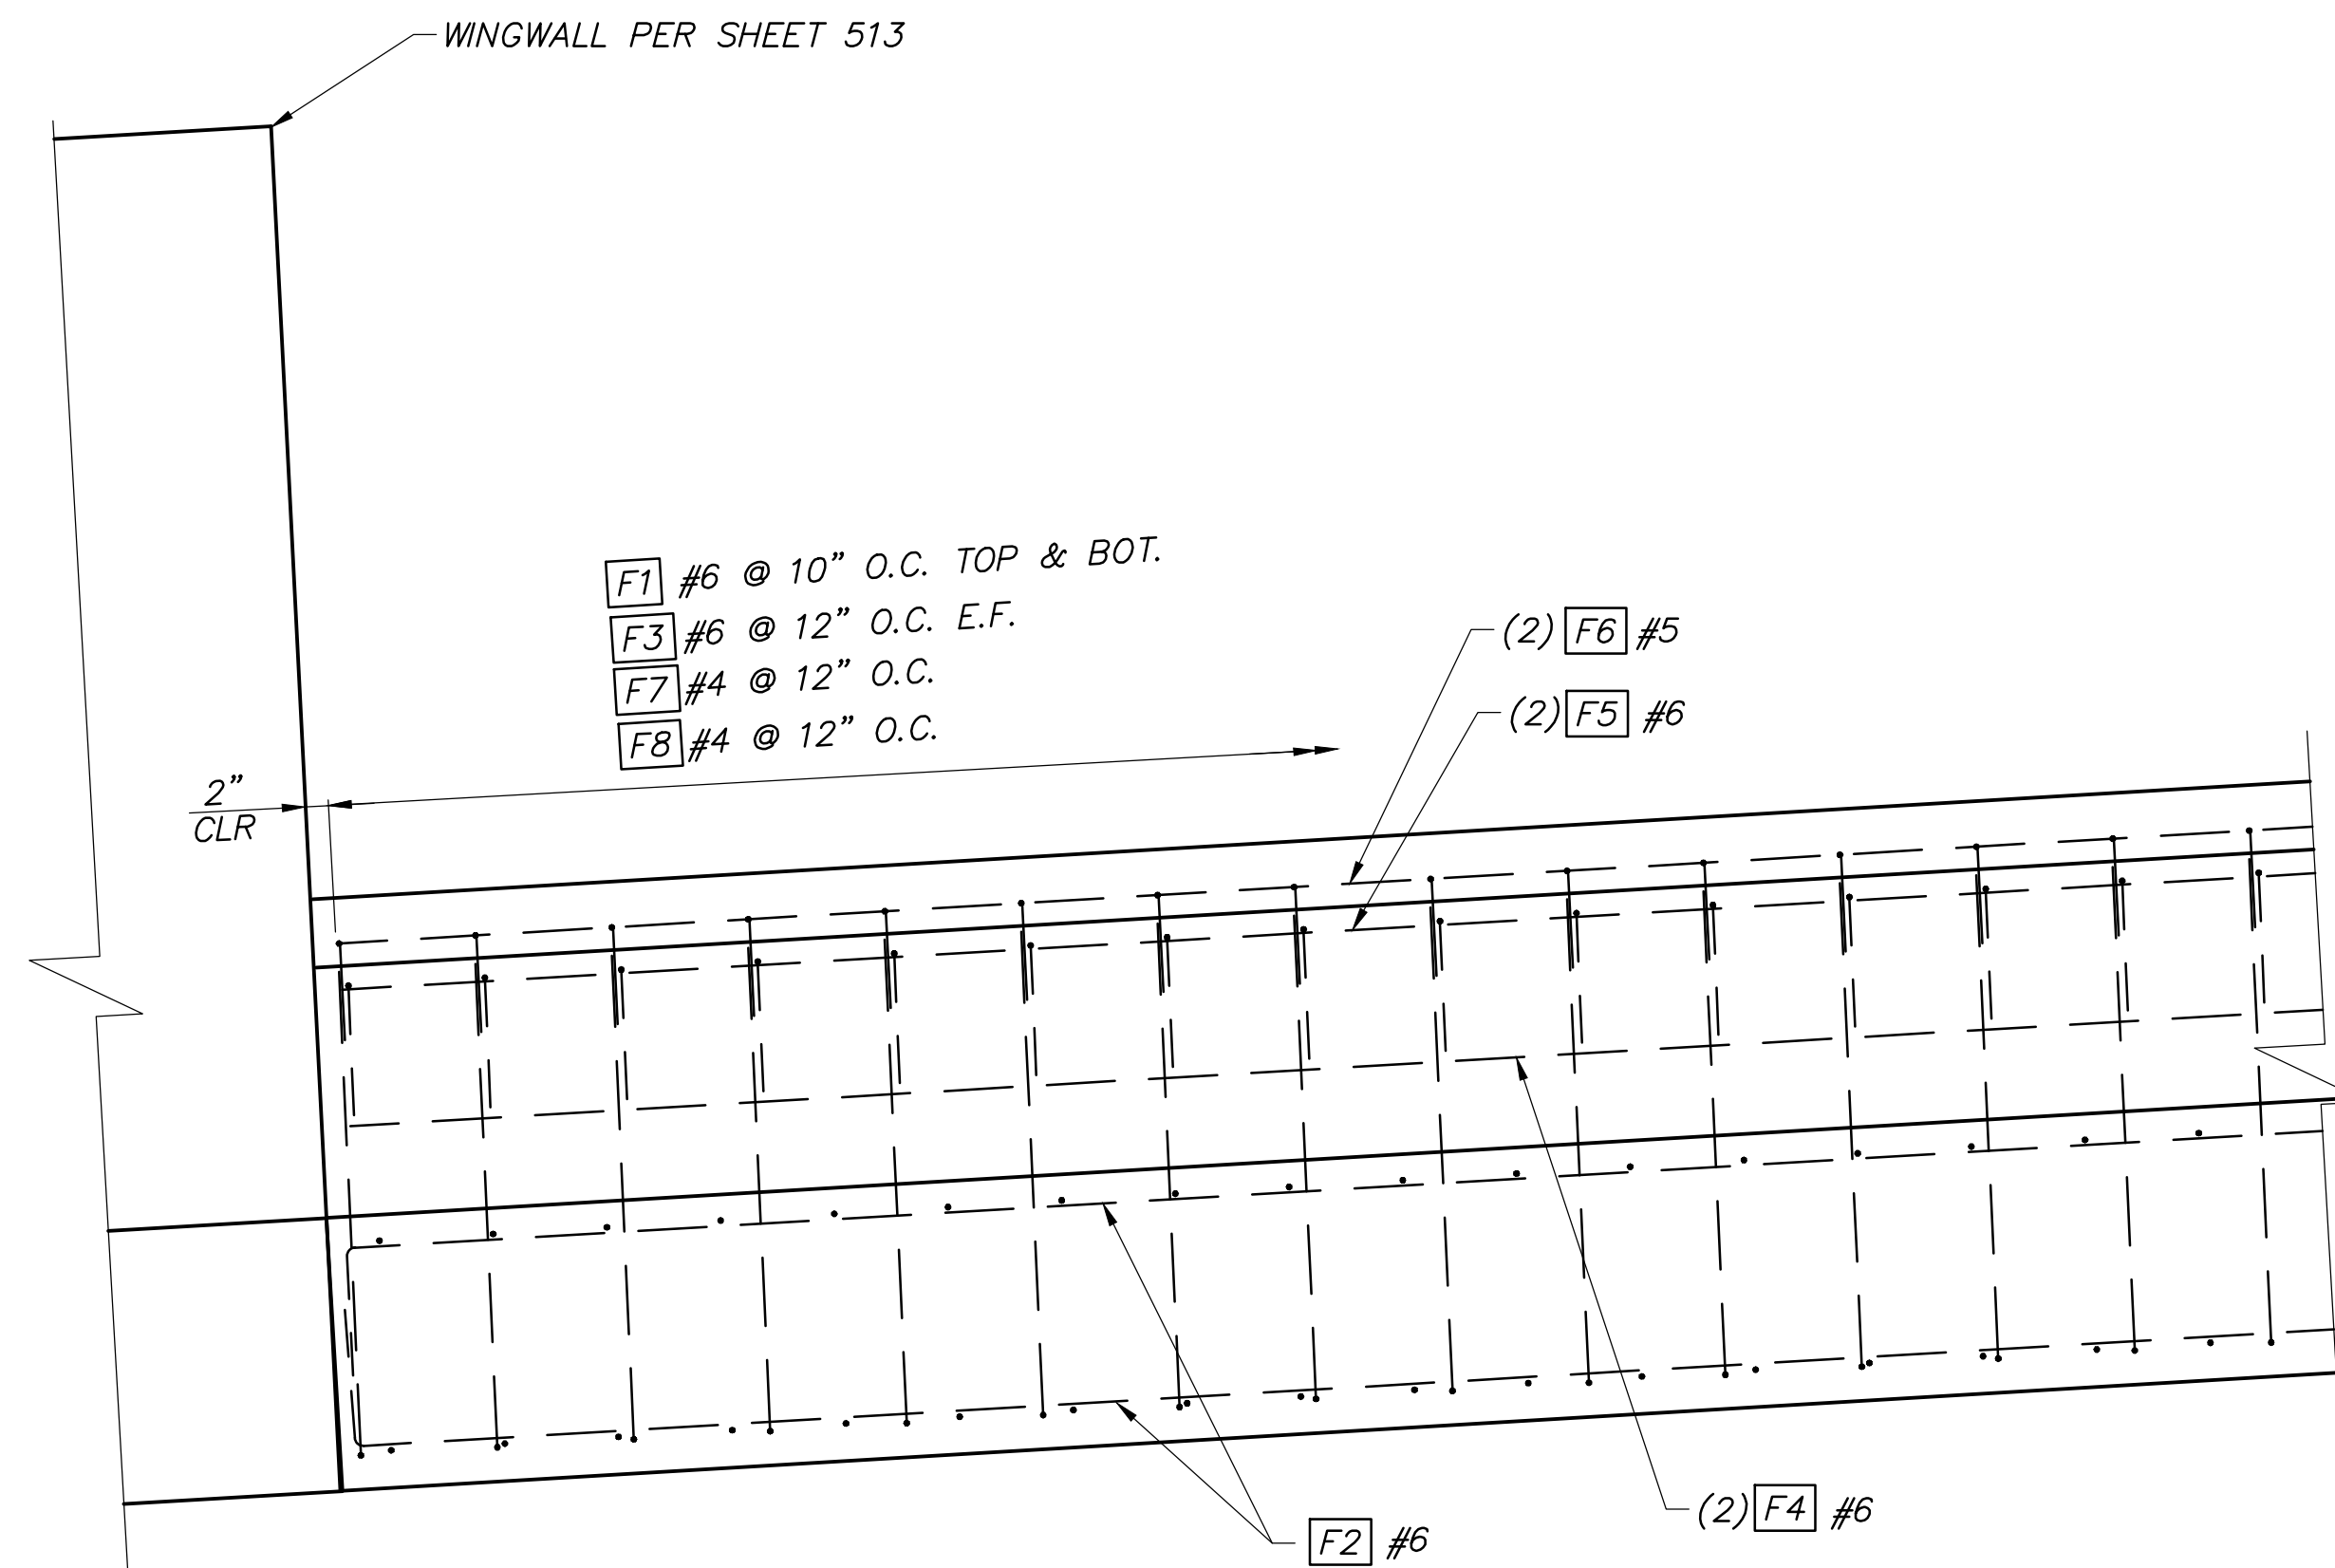 WINGWALL PER SHEET 513
F1 #6 @ 10" O.C. TOP & BOT.
F3 #6 @ 12" O.C. E.F.
F7 #4 @ 12" O.C.
F8 #4 @ 12" O.C.
(2) F6 #5
(2) F5 #6
2"
CLR
(2) F4 #6
F2 #6